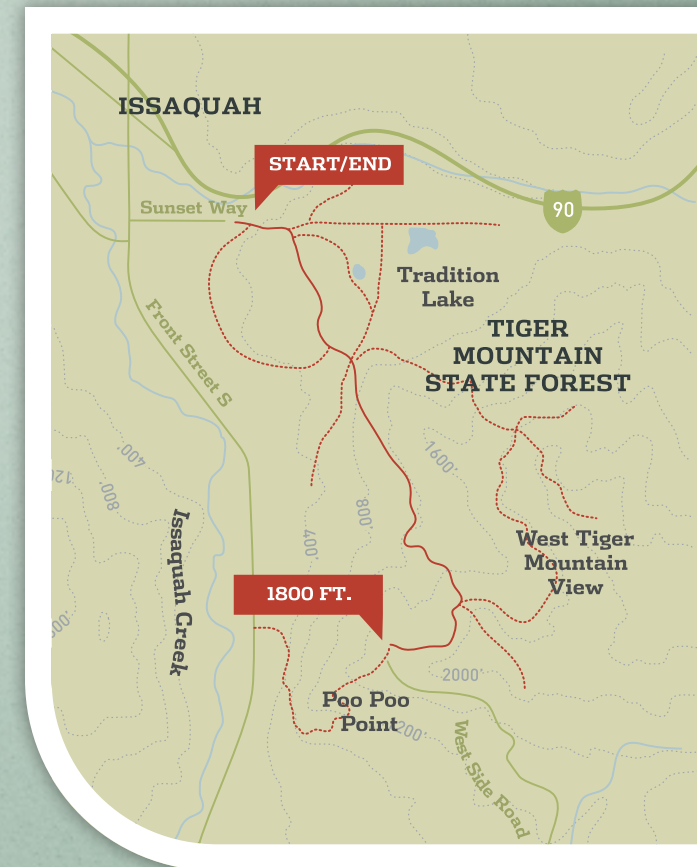 ISSAQUAH
START/END
Sunset Way
90
Tradition
Lake
Front Street S
TIGER
MOUNTAIN
STATE FOREST
400'
1600'
800'
800'
400'
Issaquah Creek
West Tiger
Mountain
View
1800 FT.
2000'
Poo Poo
Point
West Side Road